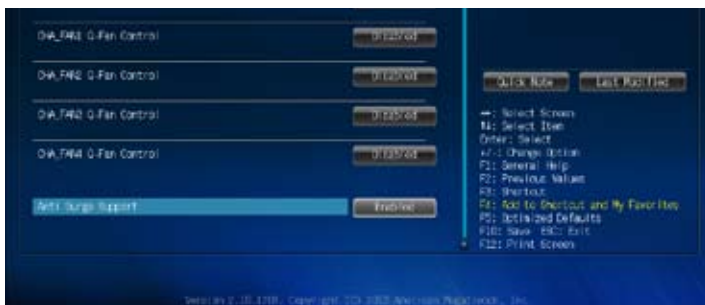 CHA_FAN1 Q-Fan Control
Disabled
CHA_FAN2 Q-Fan Control
Disabled
CHA_FAN3 Q-Fan Control
Disabled
CHA_FAN4 Q-Fan Control
Disabled
Anti Surge Support
Enabled
Quick Note
Last Modified
→←: Select Screen
↑↓: Select Item
Enter: Select
+/-: Change Option
F1: General Help
F2: Previous Values
F3: Shortcut
F4: Add to Shortcut and My Favorites
F5: Optimized Defaults
F10: Save ESC: Exit
F12: Print Screen
Version 2.10.1208. Copyright (C) 2013 American Megatrends, Inc.